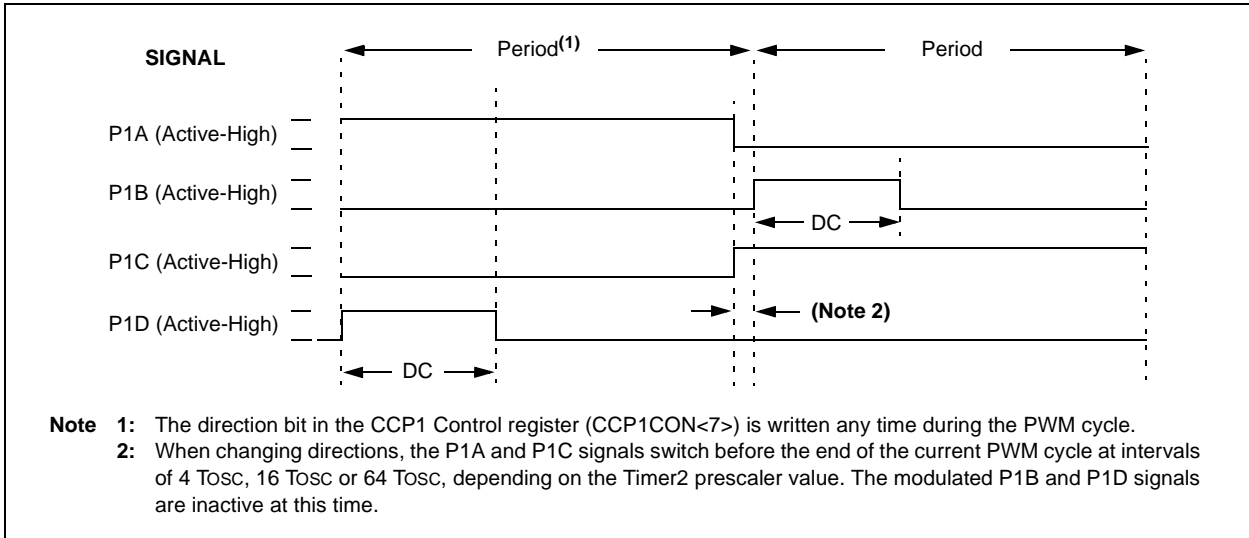 SIGNAL
Period(1)
Period
P1A (Active-High)
P1B (Active-High)
DC
P1C (Active-High)
P1D (Active-High)
(Note 2)
DC
Note 1: The direction bit in the CCP1 Control register (CCP1CON<7>) is written any time during the PWM cycle.
2: When changing directions, the P1A and P1C signals switch before the end of the current PWM cycle at intervals
of 4 TOSC, 16 TOSC or 64 TOSC, depending on the Timer2 prescaler value. The modulated P1B and P1D signals
are inactive at this time.